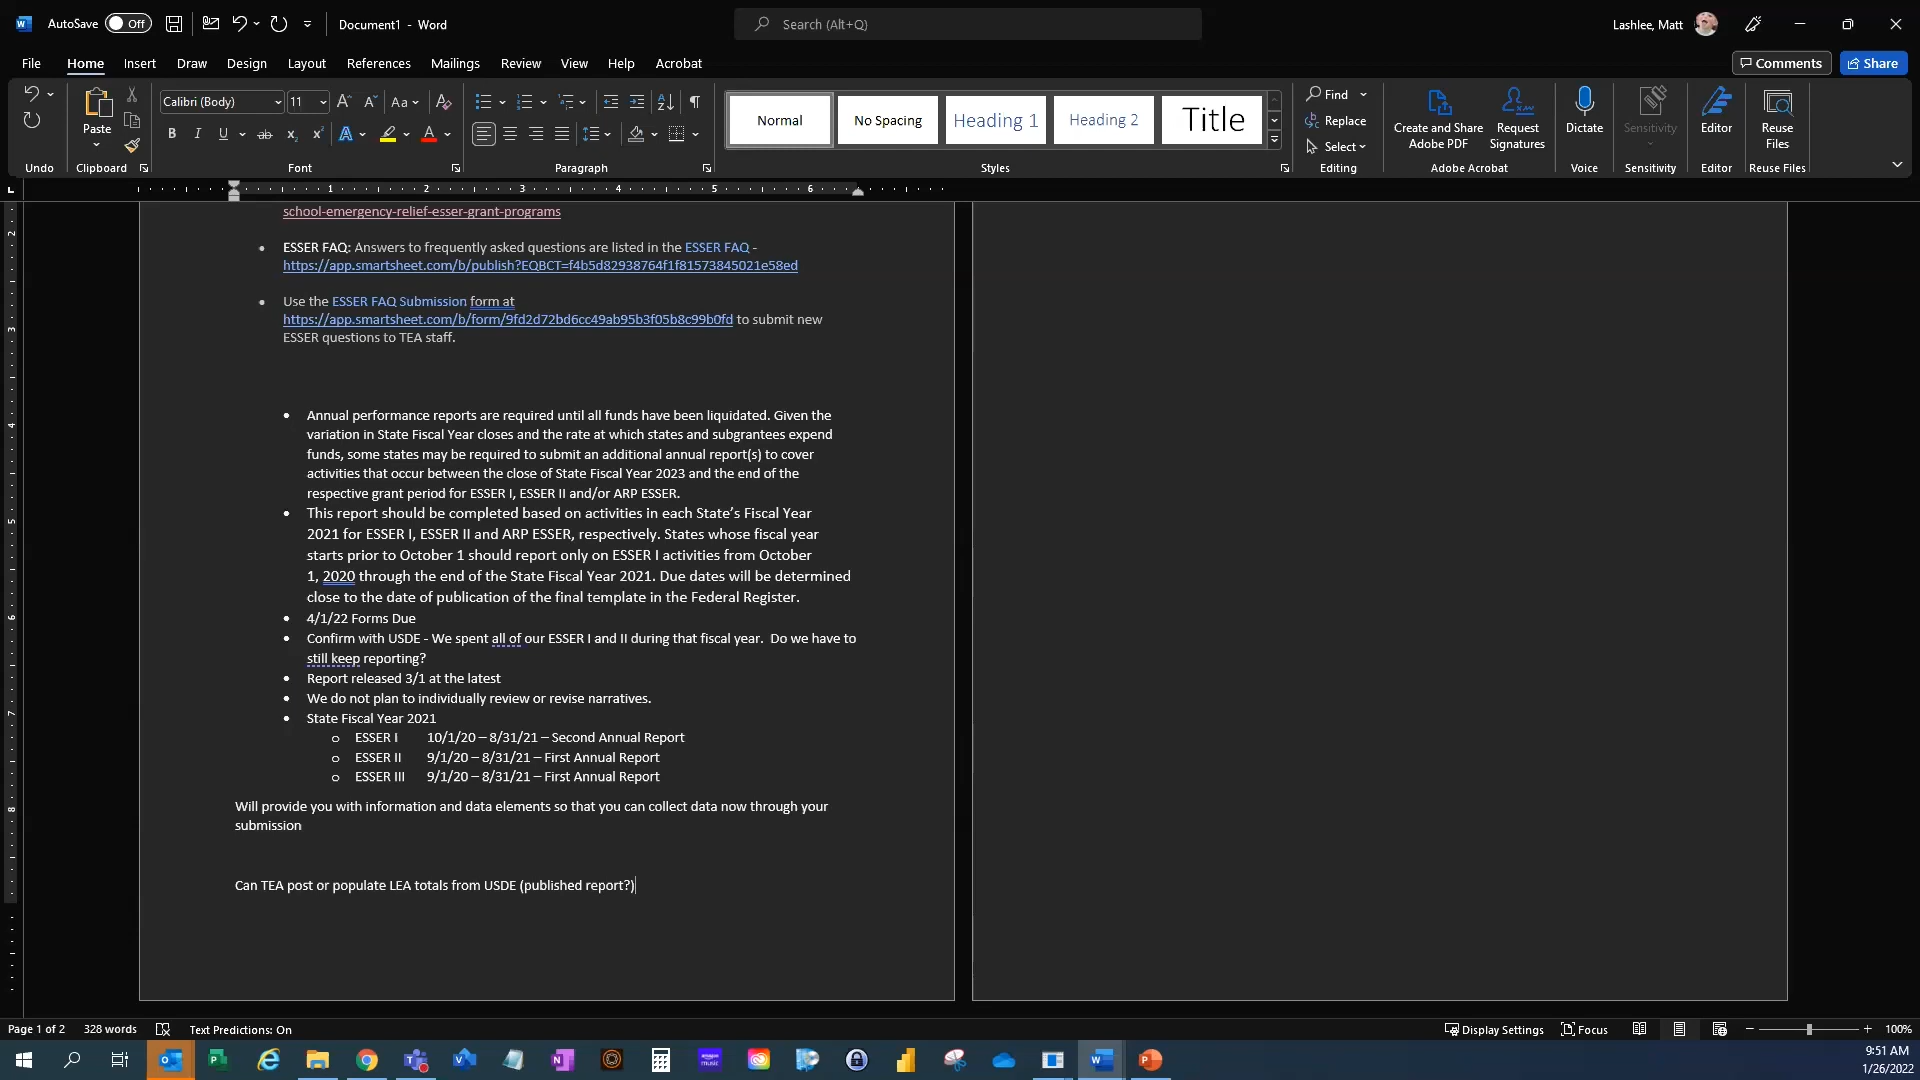 AutoSave Off Document1 - Word Search (Alt+Q) Lashlee, Matt
File Home Insert Draw Design Layout References Mailings Review View Help Acrobat Comments Share
Calibri (Body) 11 Aa Normal No Spacing Heading 1 Heading 2 Title Find
Paste Replace Create and Share Adobe PDF Request Signatures Dictate Sensitivity Editor Reuse Files
B I U ab Select
Undo Clipboard Font Paragraph Styles Editing Adobe Acrobat Voice Sensitivity Editor Reuse Files
1 2 3 4 5 6
school-emergency-relief-esser-grant-programs
• ESSER FAQ: Answers to frequently asked questions are listed in the ESSER FAQ -
https://app.smartsheet.com/b/publish?EQBCT=f4b5d82938764f1f81573845021e58ed
• Use the ESSER FAQ Submission form at
https://app.smartsheet.com/b/form/9fd2d72bd6cc49ab95b3f05b8c99b0fd to submit new
ESSER questions to TEA staff.
• Annual performance reports are required until all funds have been liquidated. Given the
variation in State Fiscal Year closes and the rate at which states and subgrantees expend
funds, some states may be required to submit an additional annual report(s) to cover
activities that occur between the close of State Fiscal Year 2023 and the end of the
respective grant period for ESSER I, ESSER II and/or ARP ESSER.
• This report should be completed based on activities in each State’s Fiscal Year
2021 for ESSER I, ESSER II and ARP ESSER, respectively. States whose fiscal year
starts prior to October 1 should report only on ESSER I activities from October
1, 2020 through the end of the State Fiscal Year 2021. Due dates will be determined
close to the date of publication of the final template in the Federal Register.
• 4/1/22 Forms Due
• Confirm with USDE - We spent all of our ESSER I and II during that fiscal year.  Do we have to
still keep reporting?
• Report released 3/1 at the latest
• We do not plan to individually review or revise narratives.
• State Fiscal Year 2021
o ESSER I 10/1/20 – 8/31/21 – Second Annual Report
o ESSER II 9/1/20 – 8/31/21 – First Annual Report
o ESSER III 9/1/20 – 8/31/21 – First Annual Report
Will provide you with information and data elements so that you can collect data now through your
submission
Can TEA post or populate LEA totals from USDE (published report?)
Page 1 of 2 328 words Text Predictions: On Display Settings Focus 100%
9:51 AM
1/26/2022